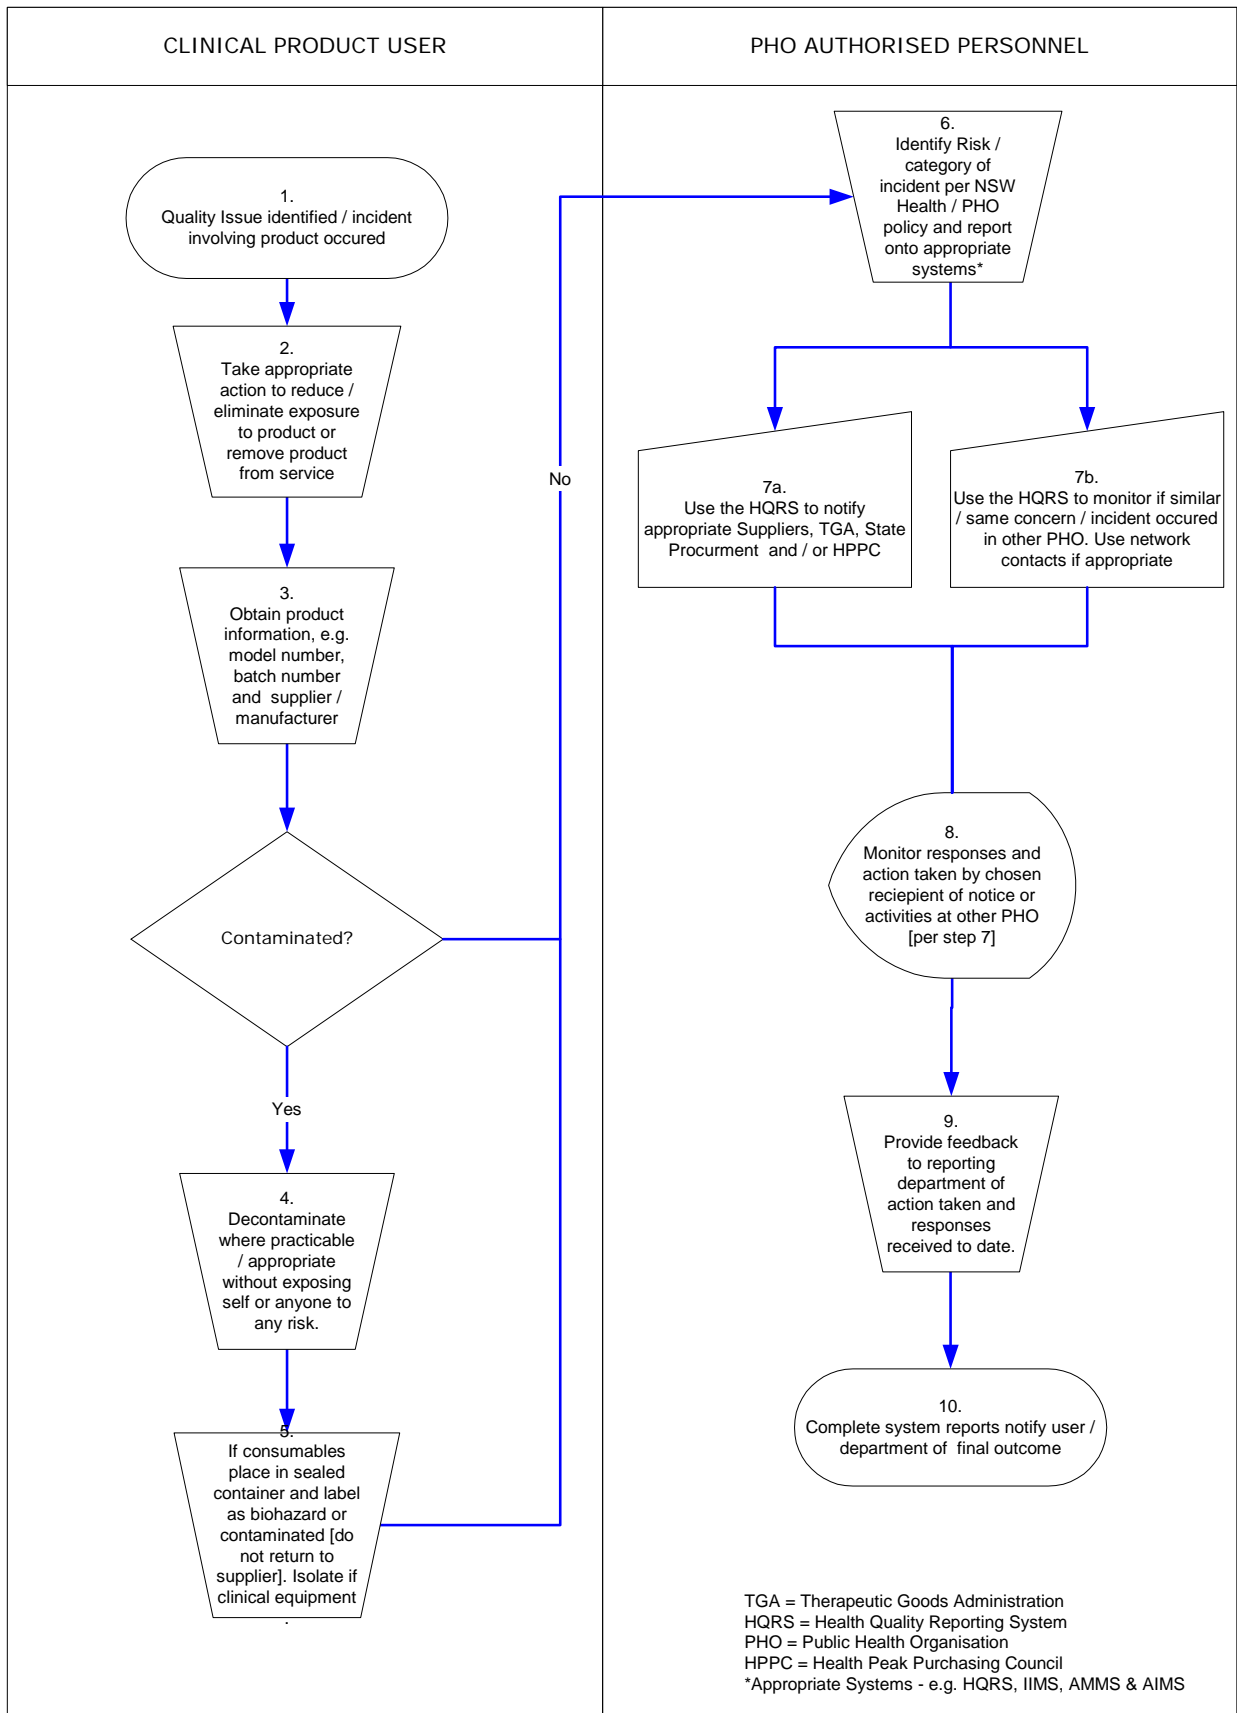 CLINICAL PRODUCT USER
PHO AUTHORISED PERSONNEL
1.
Quality Issue identified / incident
involving product occured
2.
Take appropriate
action to reduce /
eliminate exposure
to product or
remove product
from service
3.
Obtain product
information, e.g.
model number,
batch number
and supplier /
manufacturer
Contaminated?
No
Yes
4.
Decontaminate
where practicable
/ appropriate
without exposing
self or anyone to
any risk.
5.
If consumables
place in sealed
container and label
as biohazard or
contaminated [do
not return to
supplier]. Isolate if
clinical equipment
.
6.
Identify Risk /
category of
incident per NSW
Health / PHO
policy and report
onto appropriate
systems*
7a.
Use the HQRS to notify
appropriate Suppliers, TGA, State
Procurment and / or HPPC
7b.
Use the HQRS to monitor if similar
/ same concern / incident occured
in other PHO. Use network
contacts if appropriate
8.
Monitor responses and
action taken by chosen
reciepient of notice or
activities at other PHO
[per step 7]
9.
Provide feedback
to reporting
department of
action taken and
responses
received to date.
10.
Complete system reports notify user /
department of final outcome
TGA = Therapeutic Goods Administration
HQRS = Health Quality Reporting System
PHO = Public Health Organisation
HPPC = Health Peak Purchasing Council
*Appropriate Systems - e.g. HQRS, IIMS, AMMS & AIMS